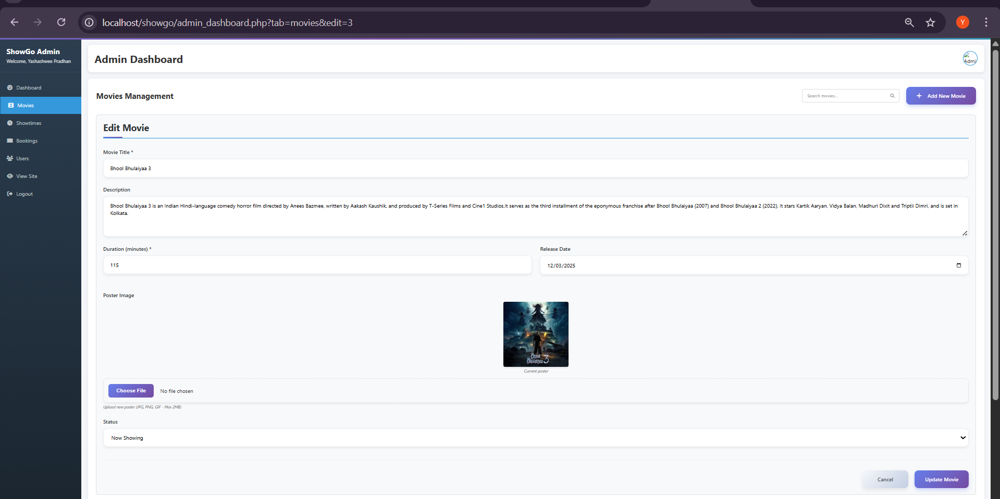 localhost/showgo/admin_dashboard.php?tab=movies&edit=3
Y
ShowGo Admin
Welcome, Yashashwee Pradhan
Dashboard
Movies
Showtimes
Bookings
Users
View Site
Logout
Admin Dashboard
Admi
Movies Management
Search movies...
+ Add New Movie
Edit Movie
Movie Title *
Bhool Bhulaiyaa 3
Description
Bhool Bhulaiyaa 3 is an Indian Hindi-language comedy horror film directed by Anees Bazmee, written by Aakash Kaushik, and produced by T-Series Films and Cine1 Studios.It serves as the third installment of the eponymous franchise after Bhool Bhulaiyaa (2007) and Bhool Bhulaiyaa 2 (2022). It stars Kartik Aaryan, Vidya Balan, Madhuri Dixit and Triptii Dimri, and is set in
Kolkata.
Duration (minutes) *
115
Release Date
12/03/2025
Poster Image
Bhool
Bhulaiyaa 3
Current poster
Choose File
No file chosen
Upload new poster (JPG, PNG, GIF - Max 2MB)
Status
Now Showing
Cancel
Update Movie